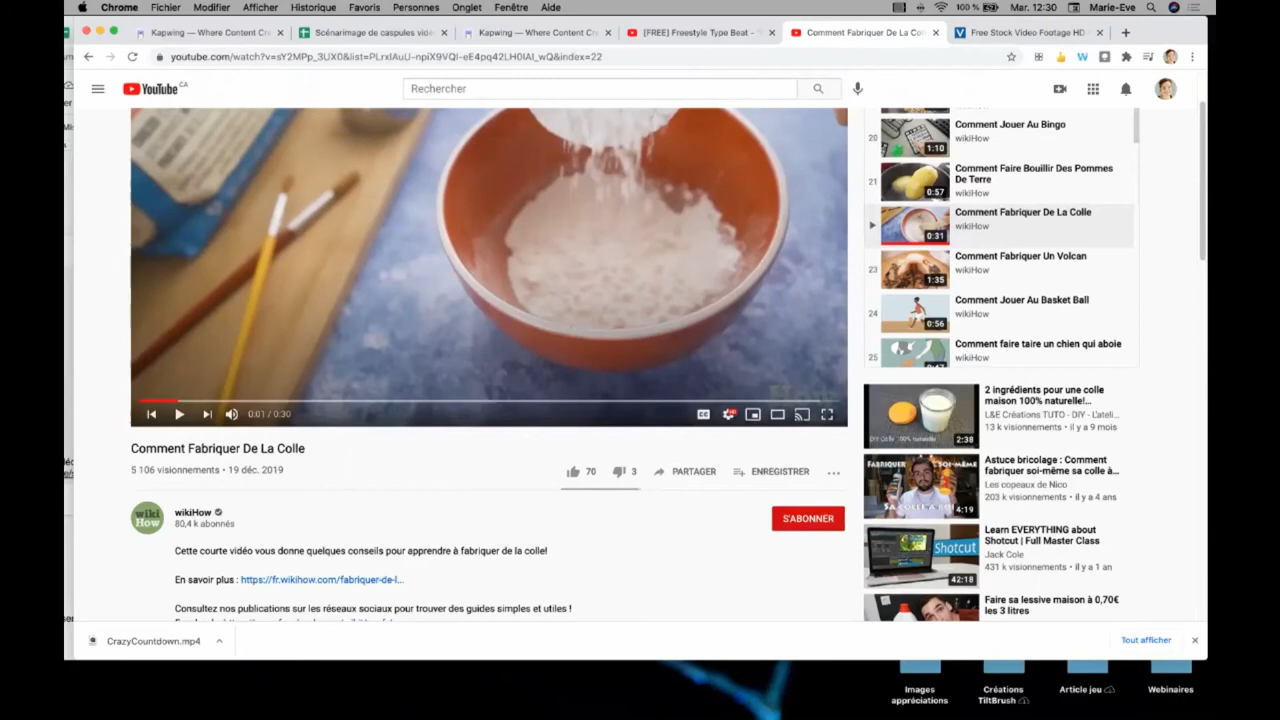 Chrome Fichier Modifier Afficher Historique Favoris Personnes Onglet Fenêtre Aide 100 % Mar. 12:30 Marie-Eve
Kapwing — Where Content Cre
Scénarimage de caspules vidéo
Kapwing — Where Content Cre
[FREE] Freestyle Type Beat - "
Comment Fabriquer De La Co
Free Stock Video Footage HD
youtube.com/watch?v=sY2MPp_3UX0&list=PLrxIAuU-npiX9VQl-eE4pq42LH0IAI_wQ&index=22
YouTube CA
Rechercher
20
Comment Jouer Au Bingo
wikiHow
1:10
21
Comment Faire Bouillir Des Pommes
De Terre
wikiHow
0:57
Comment Fabriquer De La Colle
wikiHow
0:31
23
Comment Fabriquer Un Volcan
wikiHow
1:35
24
Comment Jouer Au Basket Ball
wikiHow
0:56
25
Comment faire taire un chien qui aboie
wikiHow
0:01 / 0:30
Comment Fabriquer De La Colle
5 106 visionnements • 19 déc. 2019
70
3
PARTAGER
ENREGISTRER
wiki
How
wikiHow
80,4 k abonnés
S'ABONNER
Cette courte vidéo vous donne quelques conseils pour apprendre à fabriquer de la colle!
En savoir plus : https://fr.wikihow.com/fabriquer-de-l...
Consultez nos publications sur les réseaux sociaux pour trouver des guides simples et utiles !
2 ingrédients pour une colle
maison 100% naturelle!...
L&E Créations TUTO - DIY - L'ateli...
13 k visionnements • il y a 9 mois
2:38
Astuce bricolage : Comment
fabriquer soi-même sa colle à...
Les copeaux de Nico
203 k visionnements • il y a 4 ans
FABRIQUER
SOI-MÊME
4:19
Learn EVERYTHING about
Shotcut | Full Master Class
Jack Cole
431 k visionnements • il y a 1 an
Shotcut
42:18
Faire sa lessive maison à 0,70€
les 3 litres
CrazyCountdown.mp4
Tout afficher
Images
appréciations
Créations
TiltBrush
Article jeu
Webinaires